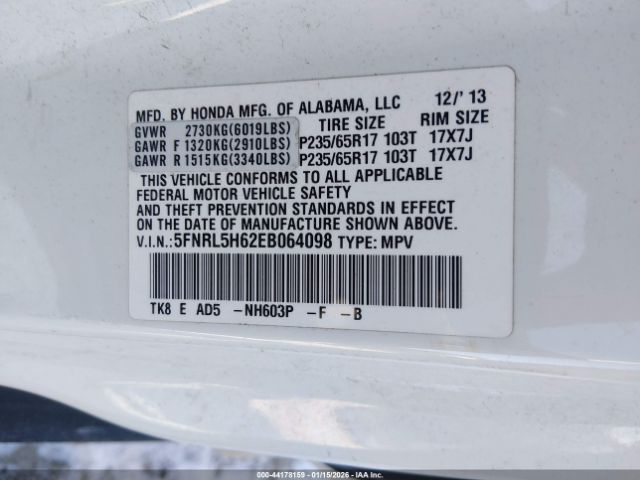 MFD. BY HONDA MFG. OF ALABAMA, LLC 12/' 13
TIRE SIZE RIM SIZE
GVWR 2730KG(6019LBS)
GAWR F 1320KG(2910LBS) P235/65R17 103T 17X7J
GAWR R 1515KG(3340LBS) P235/65R17 103T 17X7J
THIS VEHICLE CONFORMS TO ALL APPLICABLE
FEDERAL MOTOR VEHICLE SAFETY
AND THEFT PREVENTION STANDARDS IN EFFECT
ON THE DATE OF MANUFACTURE SHOWN ABOVE.
V.I.N.: 5FNRL5H62EB064098 TYPE: MPV
TK8 E AD5 -NH603P -F -B
000-44178159 01/15/2026 - IAA Inc.